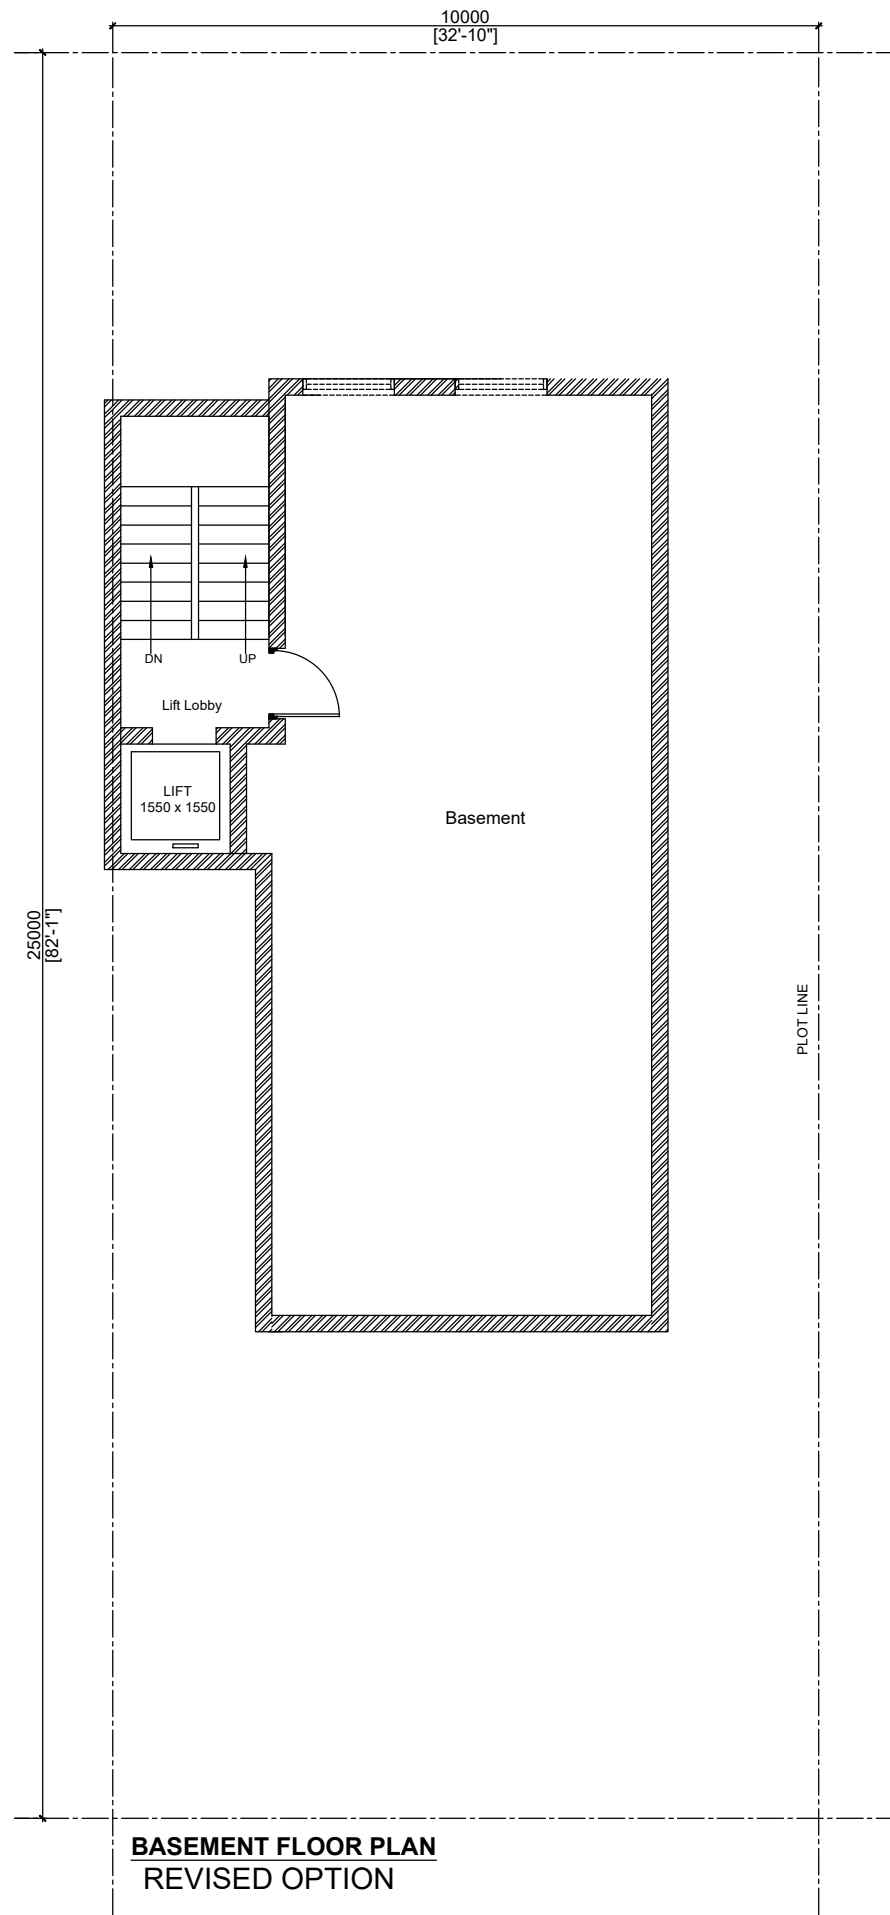 10000
[32'-10"]
DN
UP
Lift Lobby
LIFT
1550 x 1550
Basement
25000
[82'-1"]
PLOT LINE
BASEMENT FLOOR PLAN
REVISED OPTION